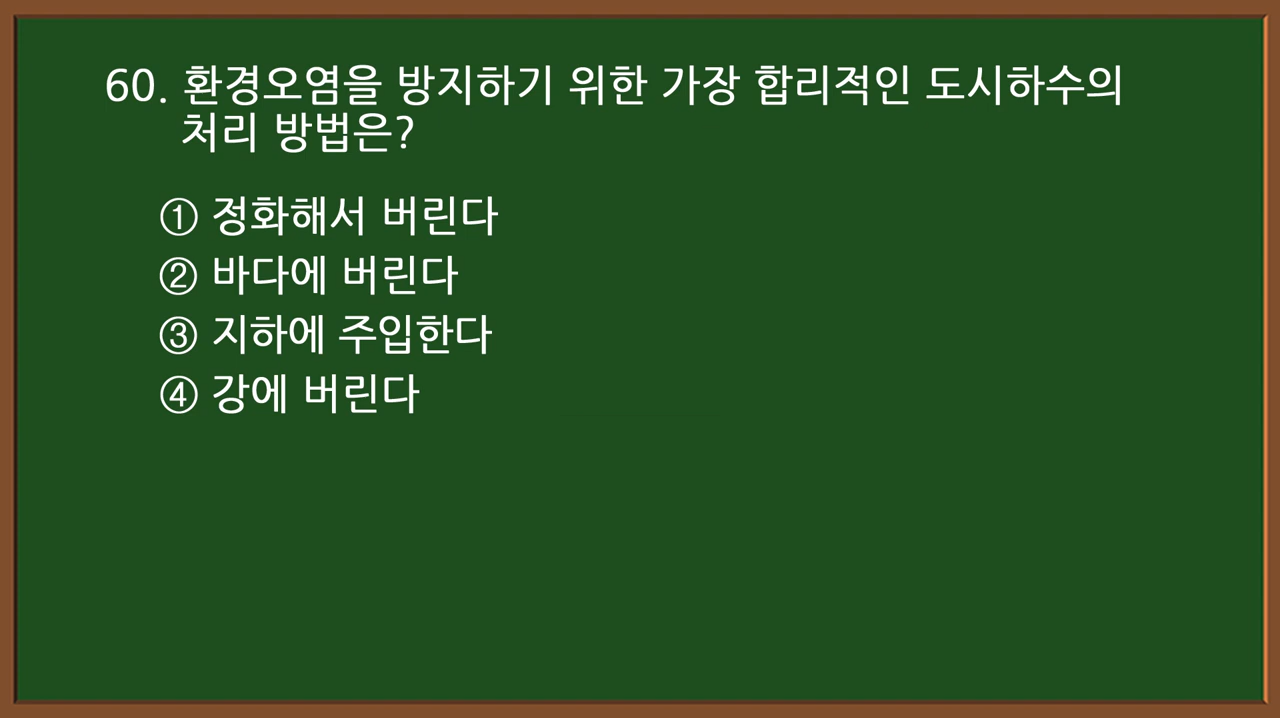 60. 환경오염을 방지하기 위한 가장 합리적인 도시하수의
처리 방법은?
① 정화해서 버린다
② 바다에 버린다
③ 지하에 주입한다
④ 강에 버린다